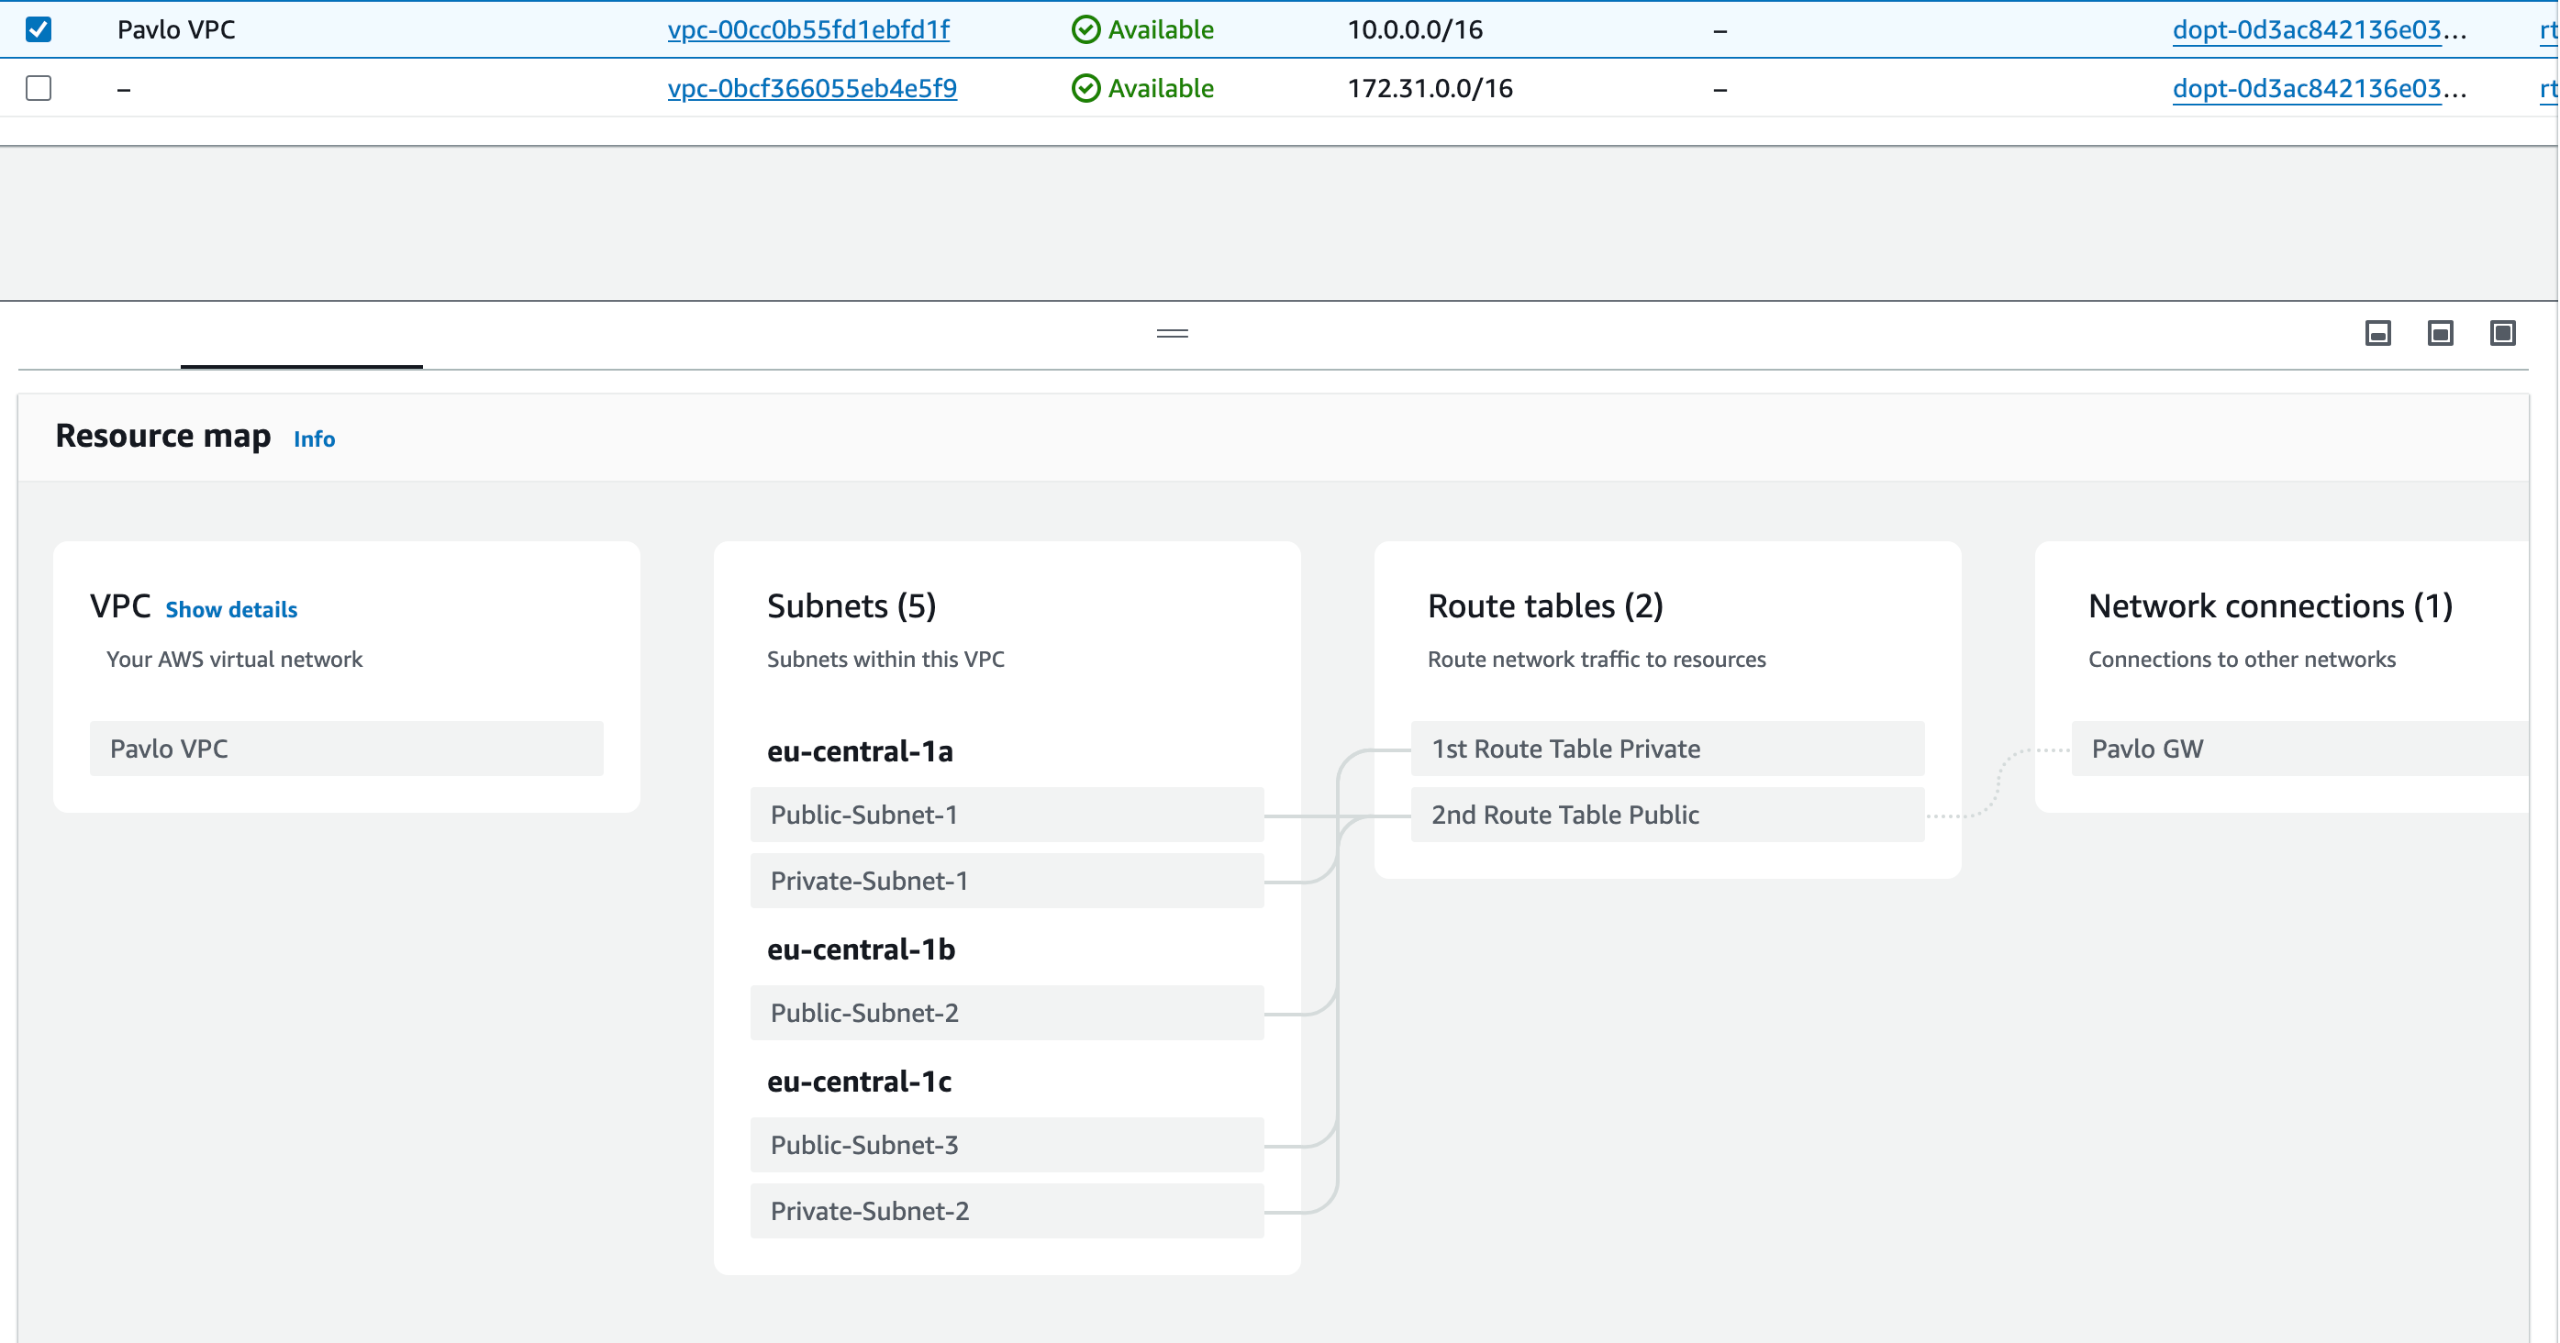 Pavlo VPC vpc-00cc0b55fd1ebfd1f Available 10.0.0.0/16 – dopt-0d3ac842136e03... rt
– vpc-0bcf366055eb4e5f9 Available 172.31.0.0/16 – dopt-0d3ac842136e03... rt
Resource map Info
VPC Show details
Your AWS virtual network
Pavlo VPC
Subnets (5)
Subnets within this VPC
eu-central-1a
Public-Subnet-1
Private-Subnet-1
eu-central-1b
Public-Subnet-2
eu-central-1c
Public-Subnet-3
Private-Subnet-2
Route tables (2)
Route network traffic to resources
1st Route Table Private
2nd Route Table Public
Network connections (1)
Connections to other networks
Pavlo GW